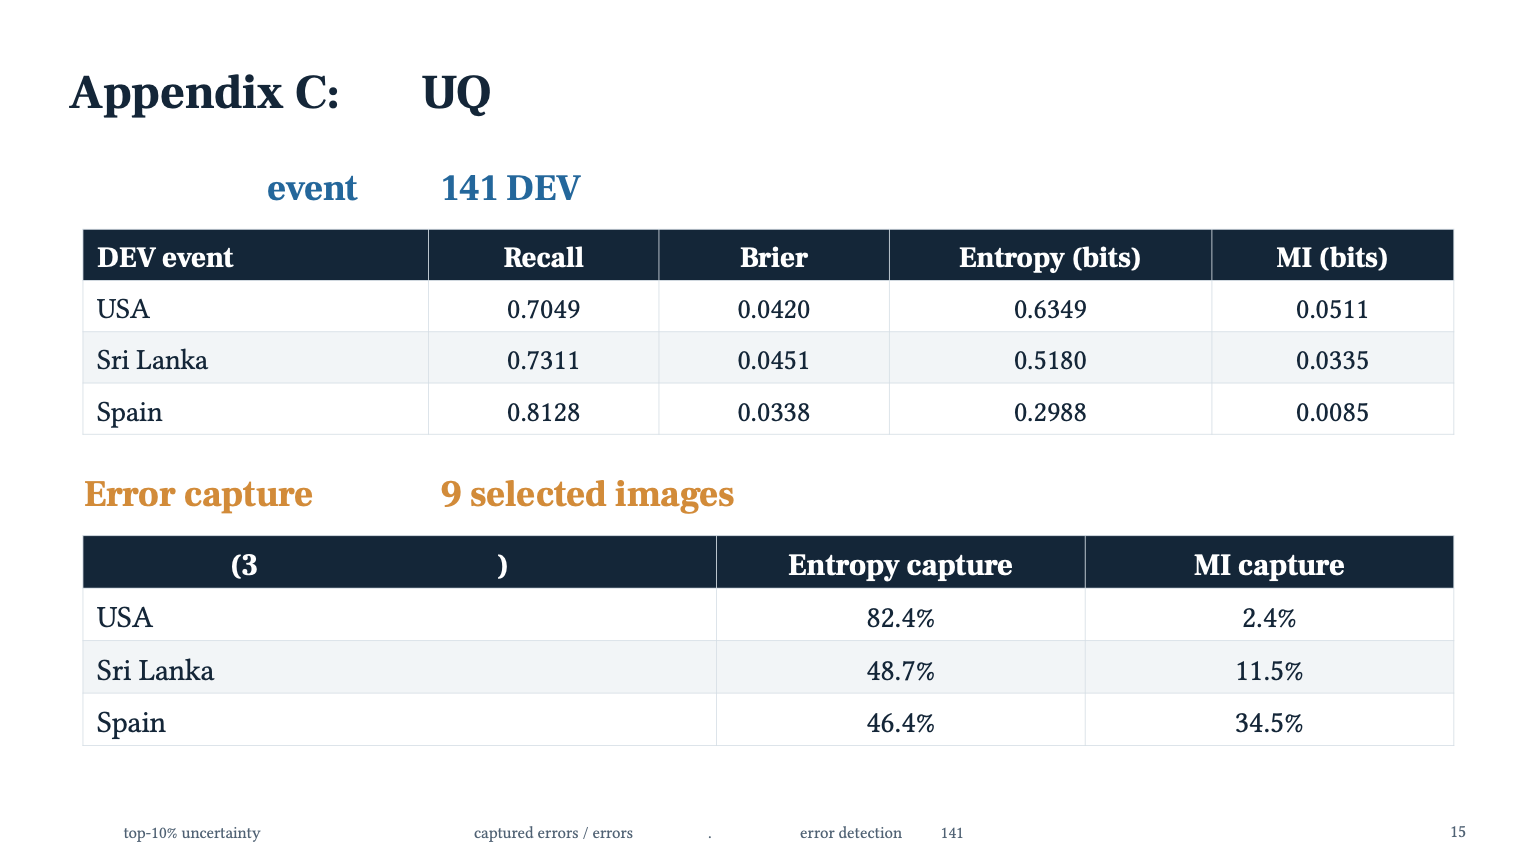 Appendix C: UQ
event 141 DEV
DEV event Recall Brier Entropy (bits) MI (bits)
USA 0.7049 0.0420 0.6349 0.0511
Sri Lanka 0.7311 0.0451 0.5180 0.0335
Spain 0.8128 0.0338 0.2988 0.0085
Error capture 9 selected images
(3 ) Entropy capture MI capture
USA 82.4% 2.4%
Sri Lanka 48.7% 11.5%
Spain 46.4% 34.5%
top-10% uncertainty captured errors / errors . error detection 141
15